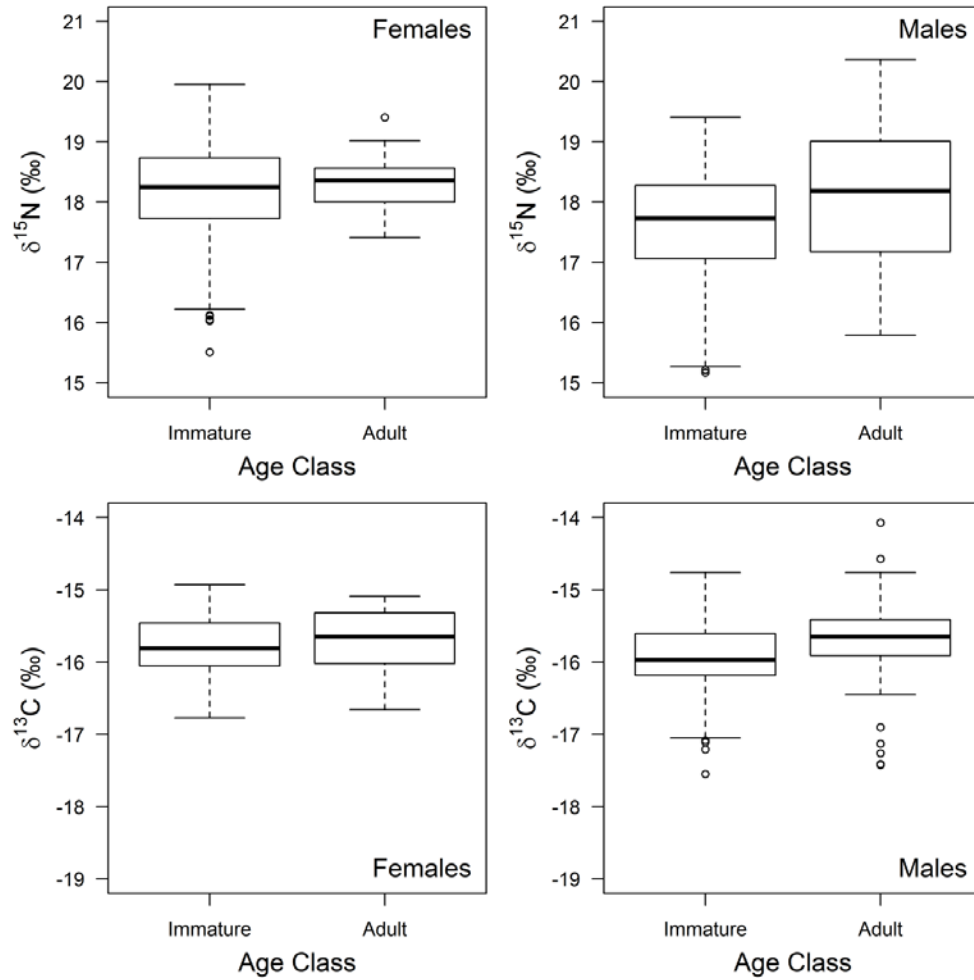 Females
21
20
19
18
17
16
15
δ15N (‰)
Immature
Adult
Age Class
Males
21
20
19
18
17
16
15
δ15N (‰)
Immature
Adult
Age Class
-14
-15
-16
-17
-18
-19
δ13C (‰)
Females
Immature
Adult
Age Class
-14
-15
-16
-17
-18
-19
δ13C (‰)
Males
Immature
Adult
Age Class